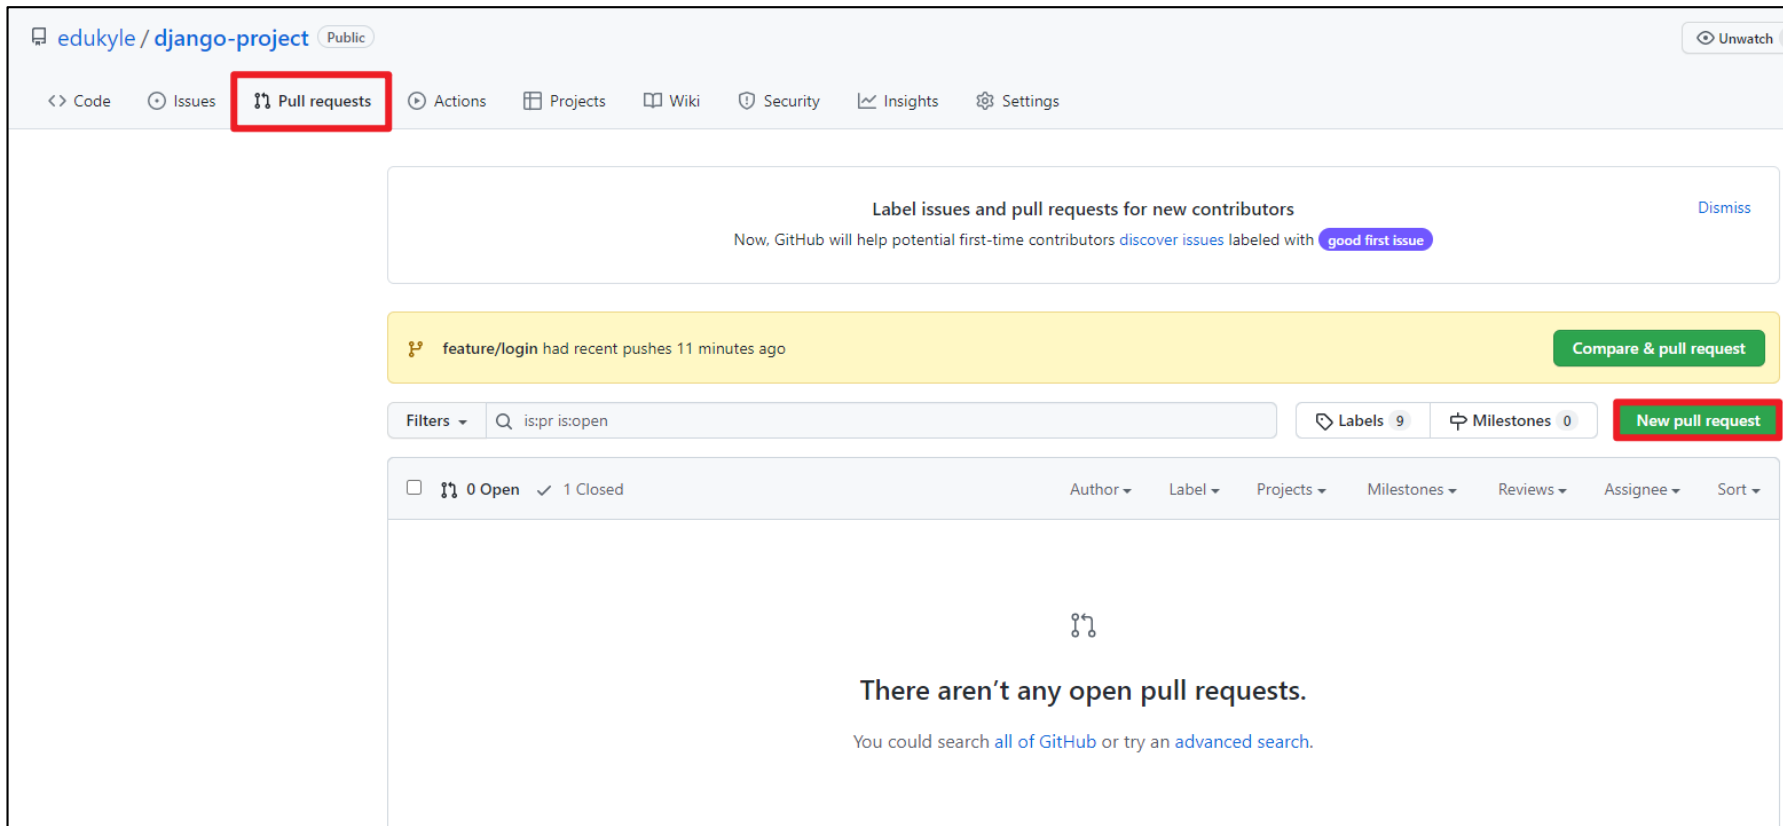 edukyle / django-project Public
Unwatch
Code Issues Pull requests Actions Projects Wiki Security Insights Settings
Label issues and pull requests for new contributors
Dismiss
Now, GitHub will help potential first-time contributors discover issues labeled with good first issue
feature/login had recent pushes 11 minutes ago
Compare & pull request
Filters is:pr is:open Labels 9 Milestones 0 New pull request
0 Open 1 Closed Author Label Projects Milestones Reviews Assignee Sort
There aren’t any open pull requests.
You could search all of GitHub or try an advanced search.